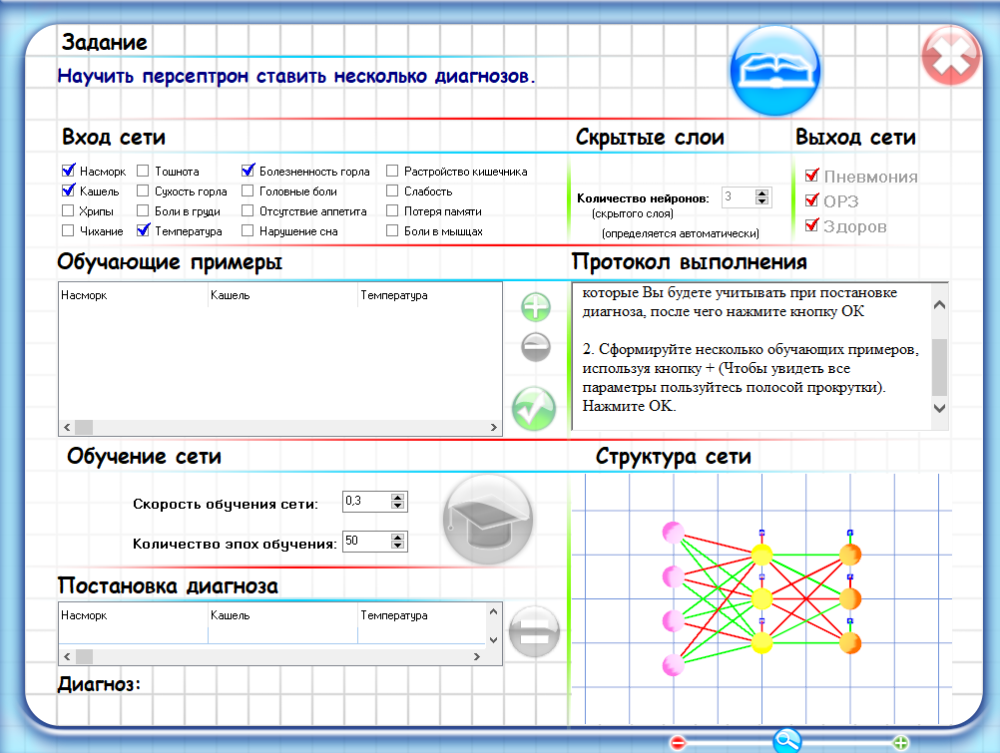 Задание
Научить персептрон ставить несколько диагнозов.
Вход сети
Скрытые слои
Выход сети
Насморк
Тошнота
Болезненность горла
Растройство кишечника
Кашель
Сухость горла
Головные боли
Слабость
Хрипы
Боли в груди
Отсутствие аппетита
Потеря памяти
Чихание
Температура
Нарушение сна
Боли в мышцах
Количество нейронов: 3
(скрытого слоя)
(определяется автоматически)
Пневмония
ОРЗ
Здоров
Обучающие примеры
Протокол выполнения
Насморк Кашель Температура
которые Вы будете учитывать при постановке
диагноза, после чего нажмите кнопку ОК
2. Сформируйте несколько обучающих примеров,
используя кнопку + (Чтобы увидеть все
параметры пользуйтесь полосой прокрутки).
Нажмите ОК.
Обучение сети
Структура сети
Скорость обучения сети: 0,3
Количество эпох обучения: 50
Постановка диагноза
Насморк Кашель Температура
Диагноз: